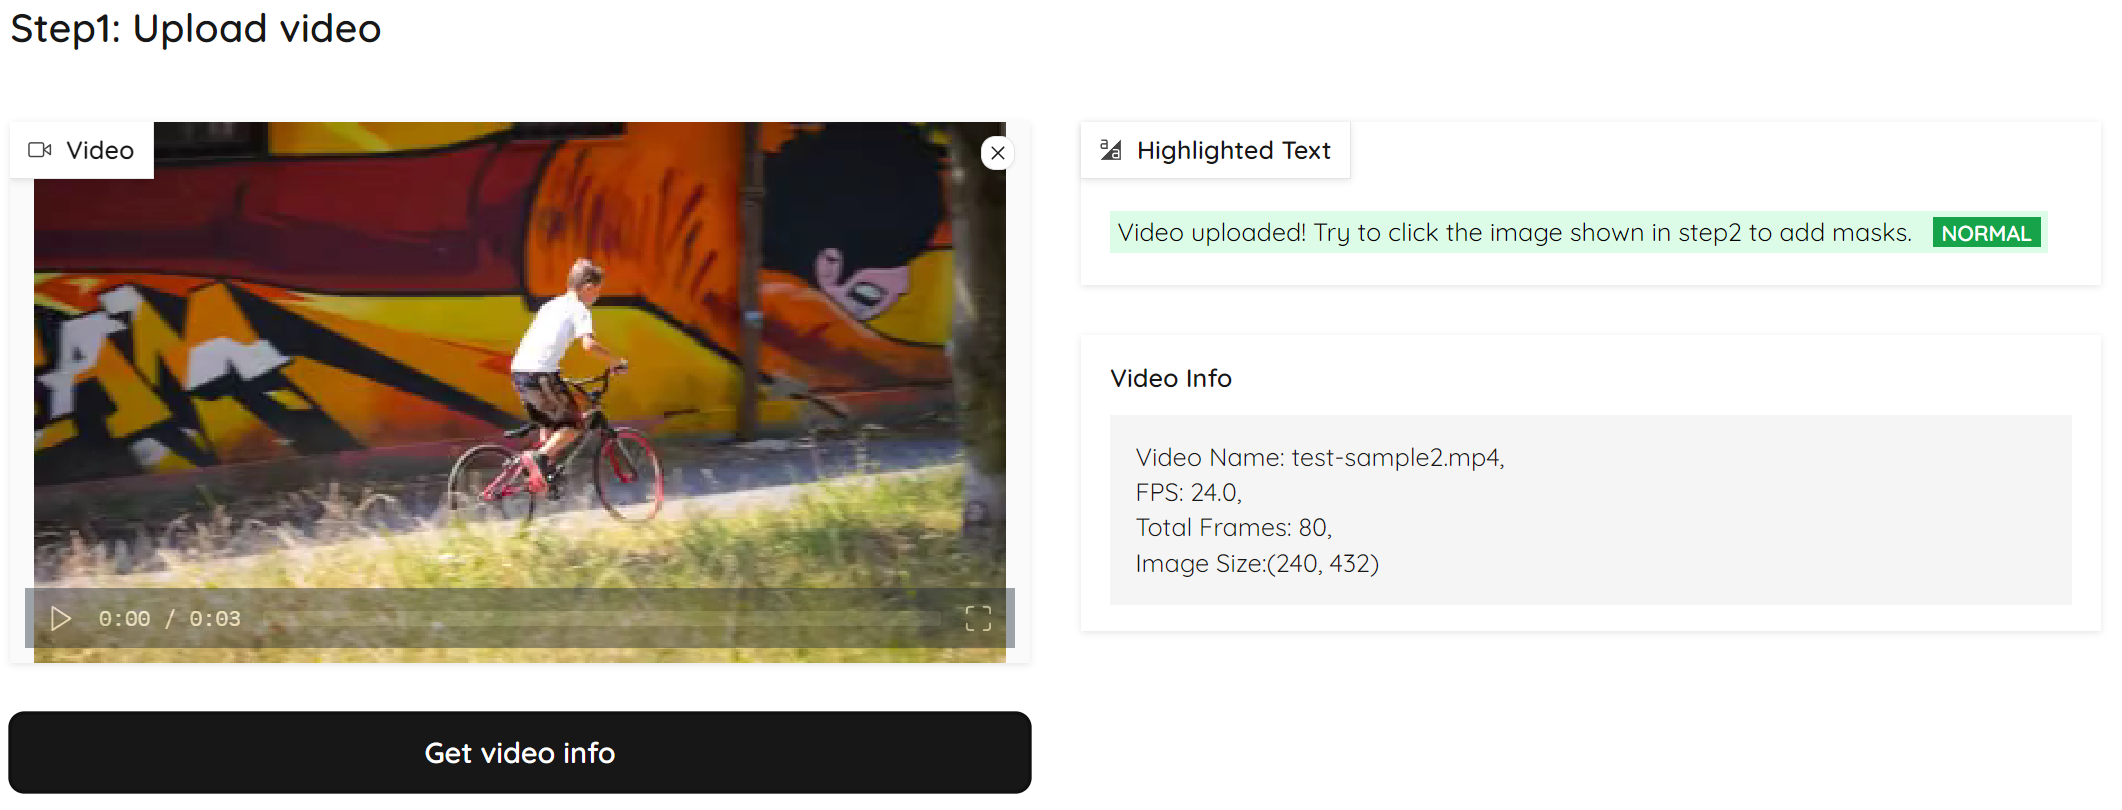 Step1: Upload video
Video
0:00 / 0:03
Get video info
Highlighted Text
Video uploaded! Try to click the image shown in step2 to add masks. NORMAL
Video Info
Video Name: test-sample2.mp4,
FPS: 24.0,
Total Frames: 80,
Image Size:(240, 432)